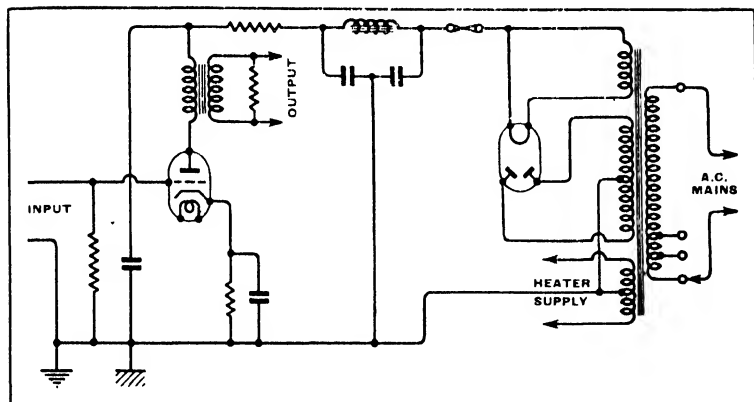 OUTPUT
INPUT
A.C.
MAINS
HEATER
SUPPLY